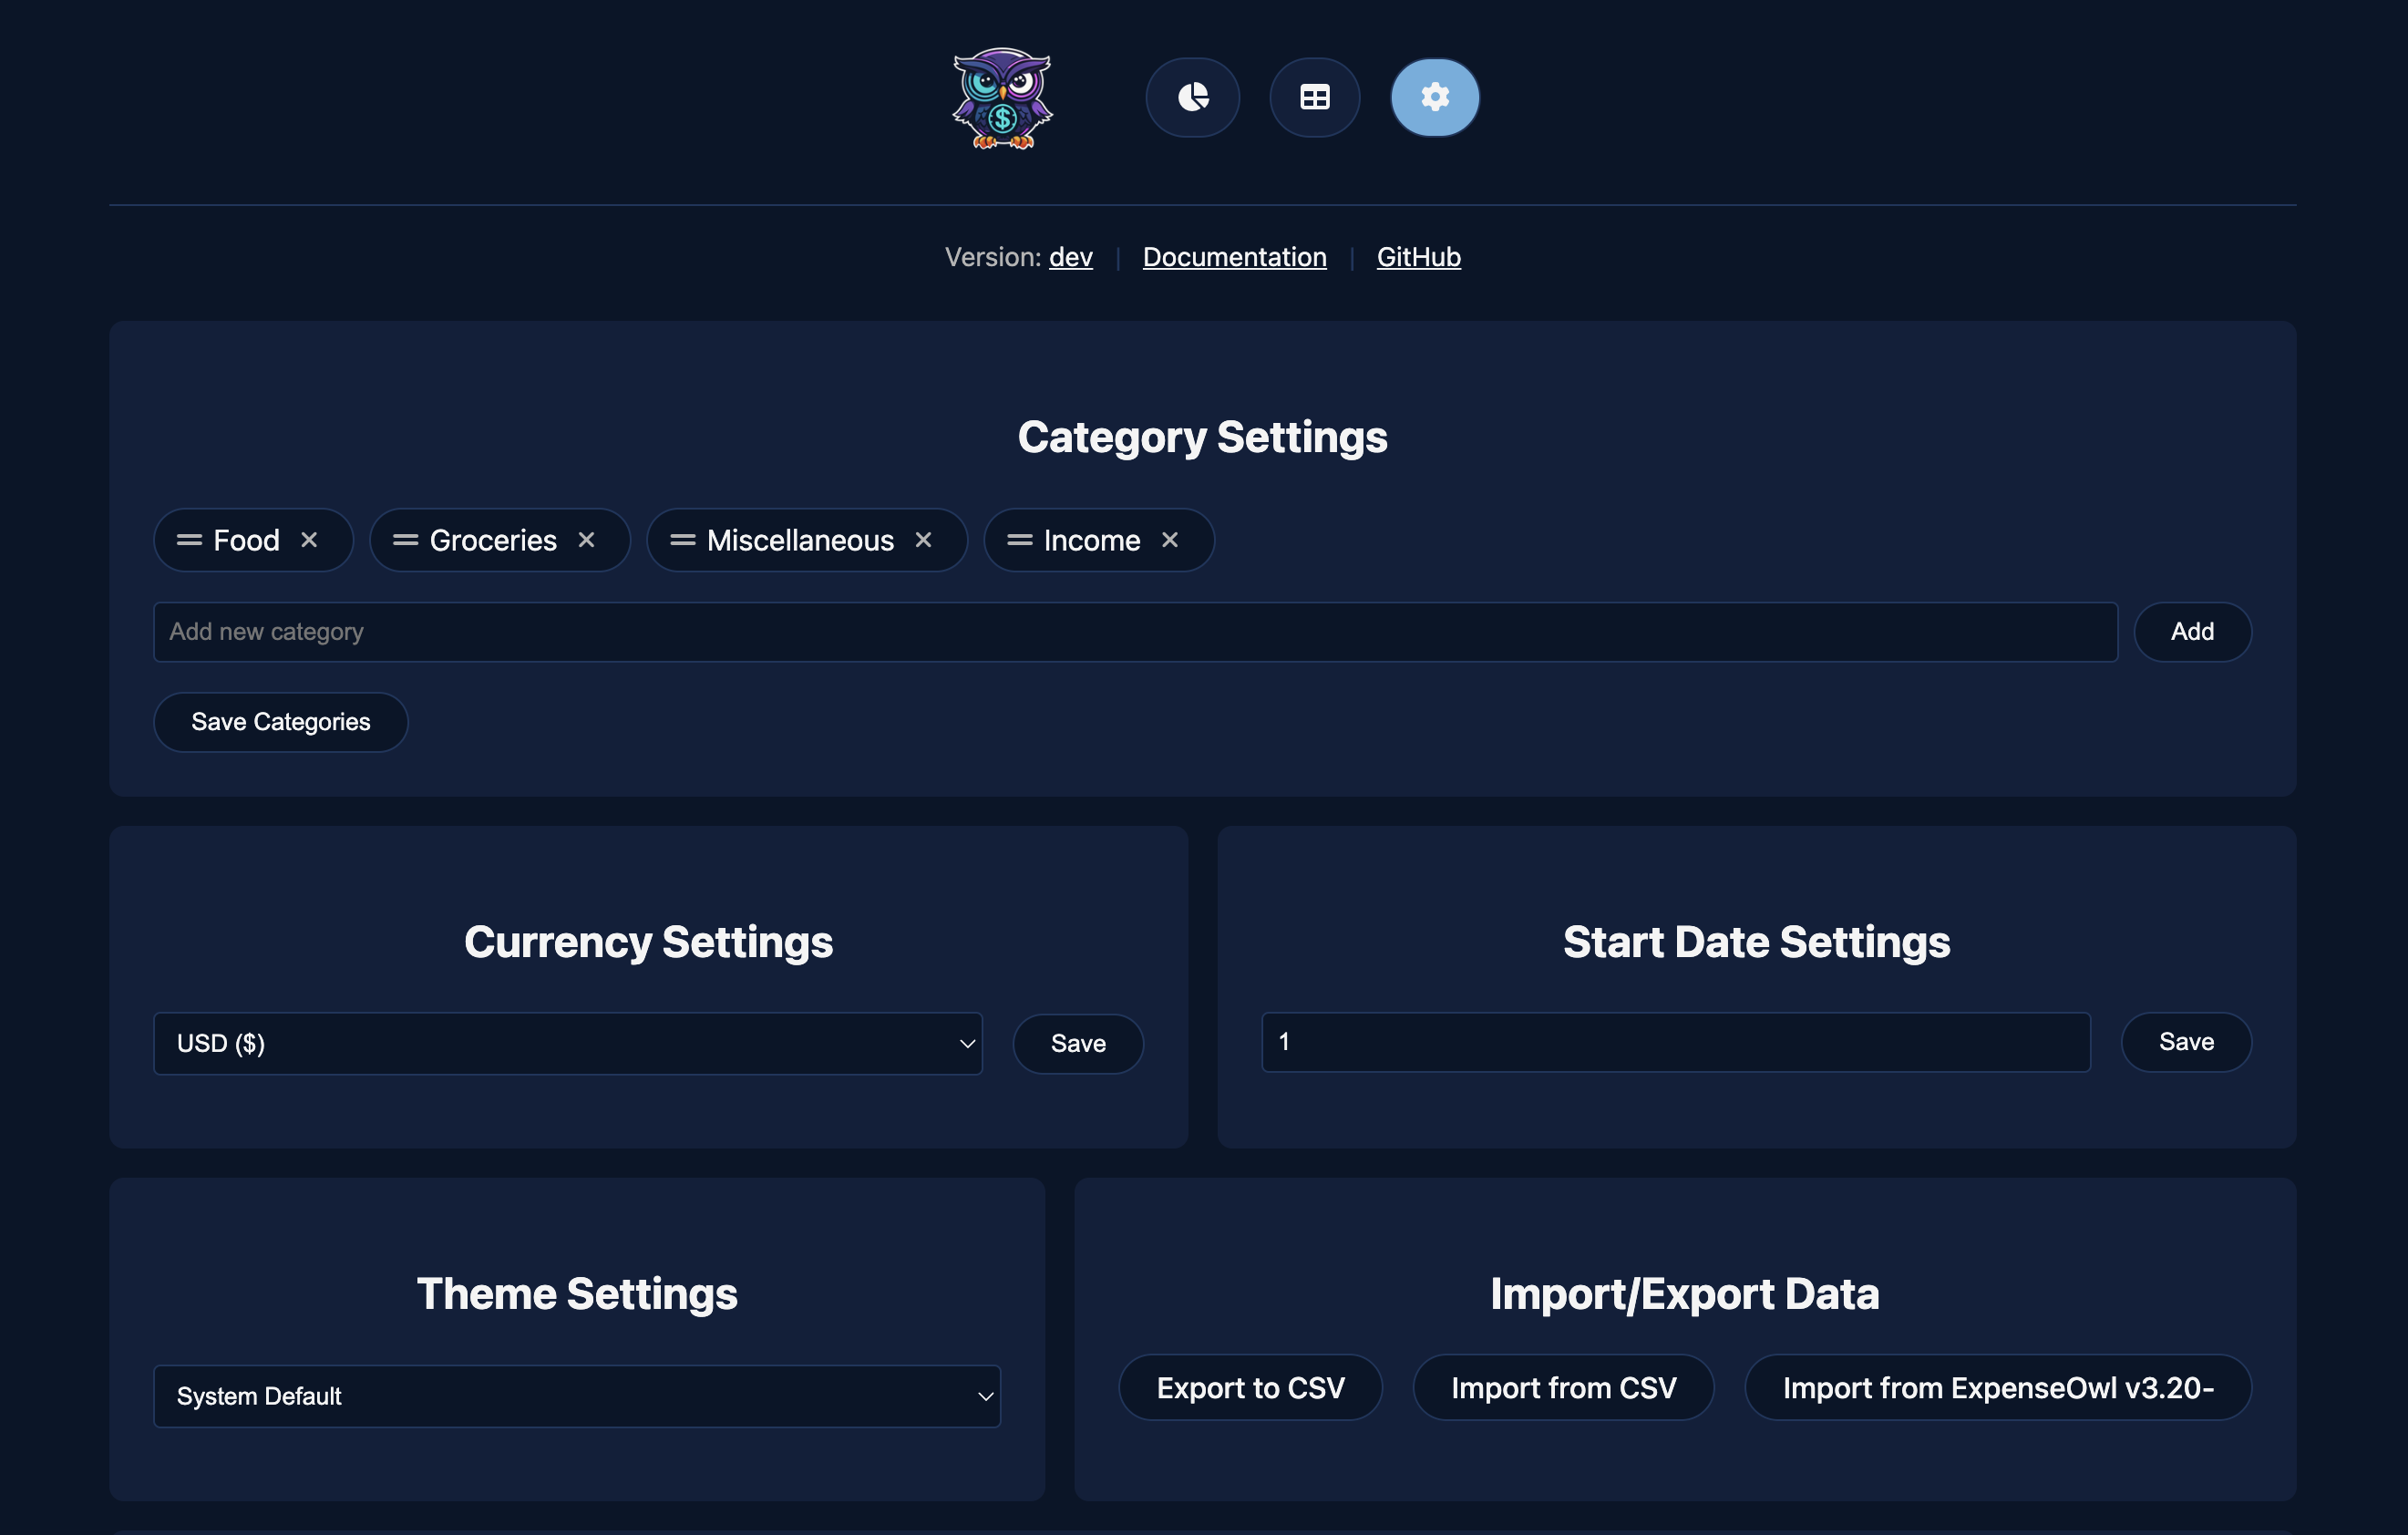 $
Version: dev | Documentation | GitHub
Category Settings
Food Groceries Miscellaneous Income
Add new category Add
Save Categories
Currency Settings
USD ($) Save
Start Date Settings
1 Save
Theme Settings
System Default
Import/Export Data
Export to CSV Import from CSV Import from ExpenseOwl v3.20-